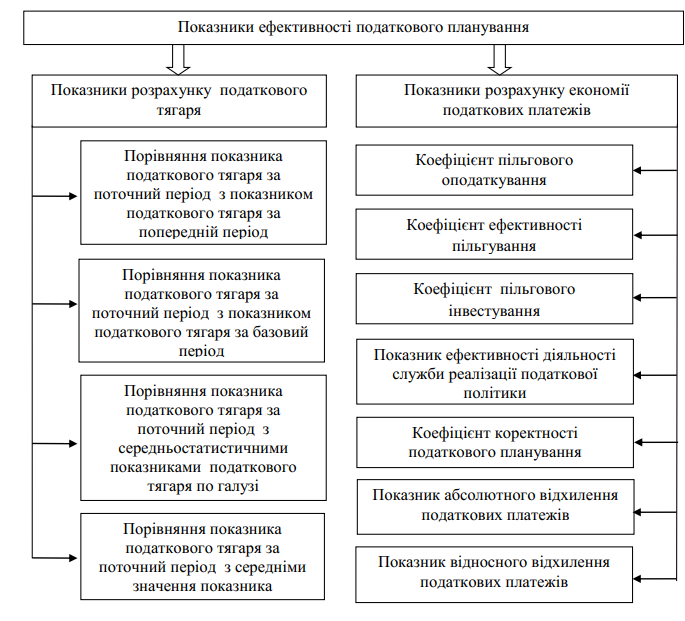 Показники ефективності податкового планування
Показники розрахунку податкового
тягаря
Порівняння показника
податкового тягаря за
поточний період з показником
податкового тягаря за
попередній період
Порівняння показника
податкового тягаря за
поточний період з показником
податкового тягаря за базовий
період
Порівняння показника
податкового тягаря за
поточний період з
середньостатистичними
показниками податкового
тягаря по галузі
Порівняння показника
податкового тягаря за
поточний період з середніми
значення показника
Показники розрахунку економії
податкових платежів
Коефіцієнт пільгового
оподаткування
Коефіцієнт ефективності
пільгування
Коефіцієнт пільгового
інвестування
Показник ефективності діяльності
служби реалізації податкової
політики
Коефіцієнт коректності
податкового планування
Показник абсолютного відхилення
податкових платежів
Показник відносного відхилення
податкових платежів